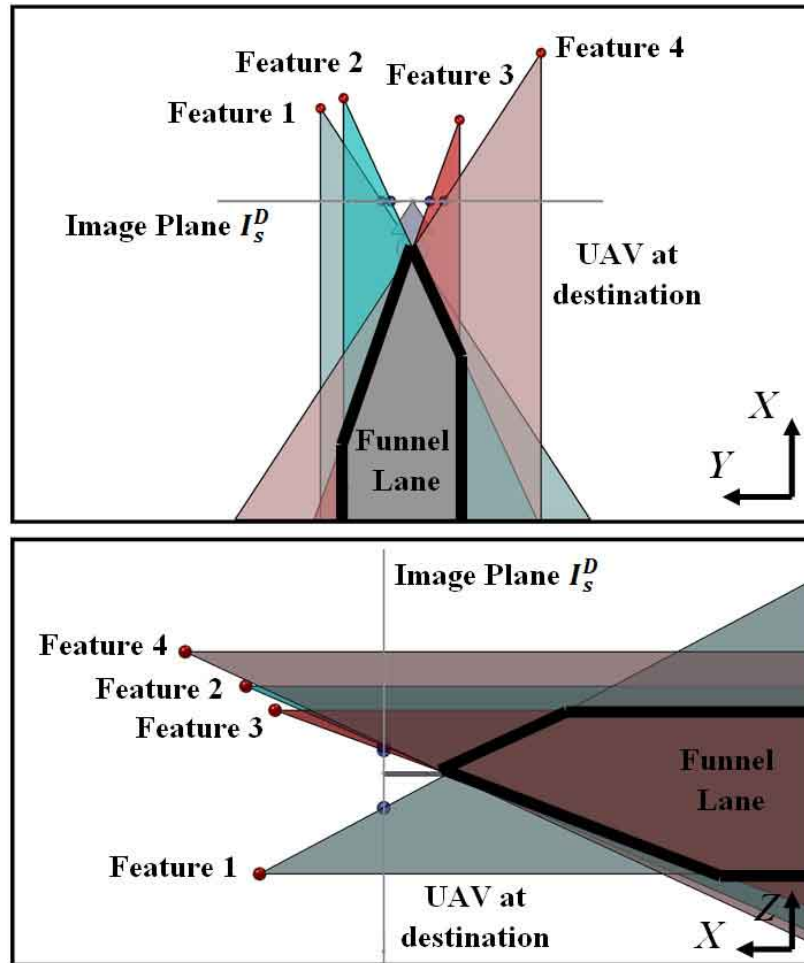 Feature 4
Feature 2
Feature 3
Feature 1
Image Plane I_s^D
UAV at
destination
Funnel
Lane
X
Y
Image Plane I_s^D
Feature 4
Feature 2
Feature 3
Funnel
Lane
Feature 1
UAV at
destination
Z
X